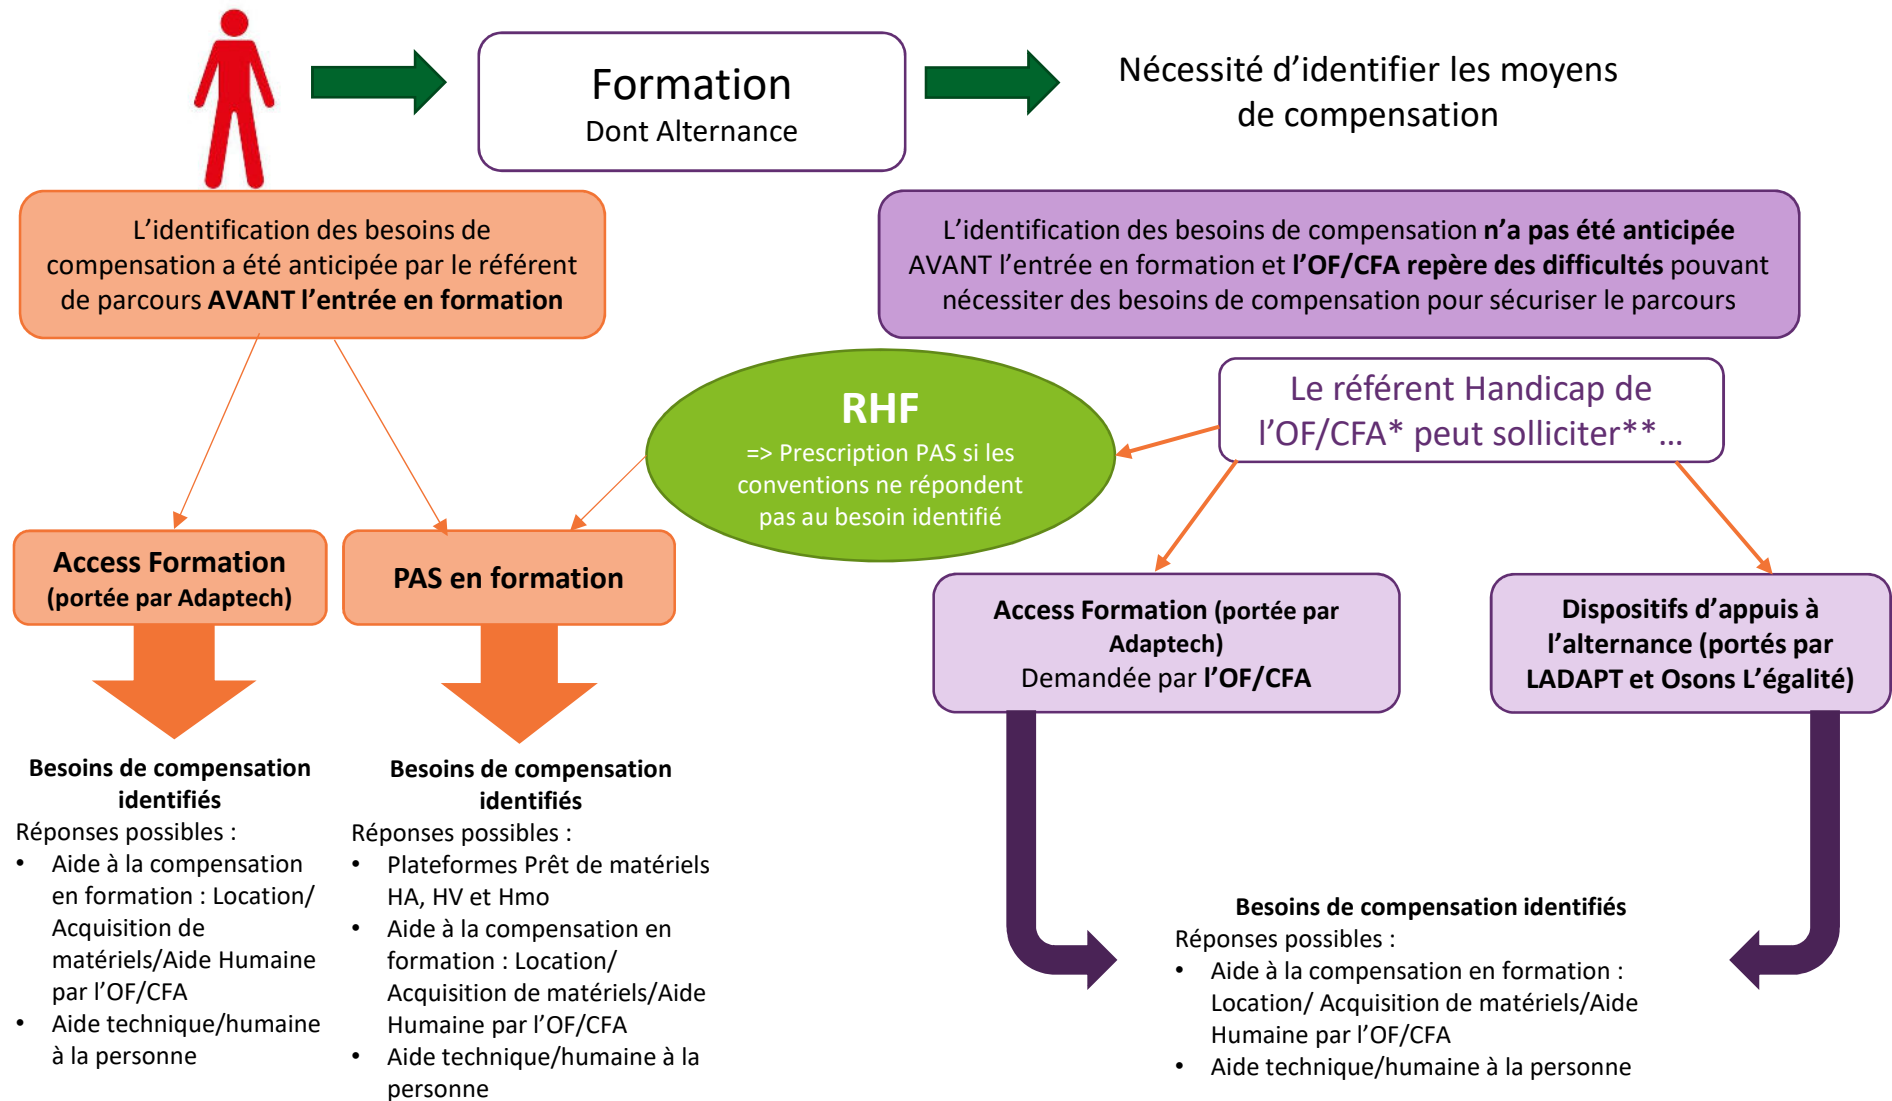 Formation
Dont Alternance
Nécessité d’identifier les moyens
de compensation
L’identification des besoins de
compensation a été anticipée par le référent
de parcours AVANT l’entrée en formation
L’identification des besoins de compensation n’a pas été anticipée
AVANT l’entrée en formation et l’OF/CFA repère des difficultés pouvant
nécessiter des besoins de compensation pour sécuriser le parcours
RHF
=> Prescription PAS si les
conventions ne répondent
pas au besoin identifié
Le référent Handicap de
l’OF/CFA* peut solliciter**…
Access Formation
(portée par Adaptech)
PAS en formation
Access Formation (portée par
Adaptech)
Demandée par l’OF/CFA
Dispositifs d’appuis à
l’alternance (portés par
LADAPT et Osons L’égalité)
Besoins de compensation
identifiés
Réponses possibles :
• Aide à la compensation
en formation : Location/
Acquisition de
matériels/Aide Humaine
par l’OF/CFA
• Aide technique/humaine
à la personne
Besoins de compensation
identifiés
Réponses possibles :
• Plateformes Prêt de matériels
HA, HV et Hmo
• Aide à la compensation en
formation : Location/
Acquisition de matériels/Aide
Humaine par l’OF/CFA
• Aide technique/humaine à la
personne
Besoins de compensation identifiés
Réponses possibles :
• Aide à la compensation en formation :
Location/ Acquisition de matériels/Aide
Humaine par l’OF/CFA
• Aide technique/humaine à la personne